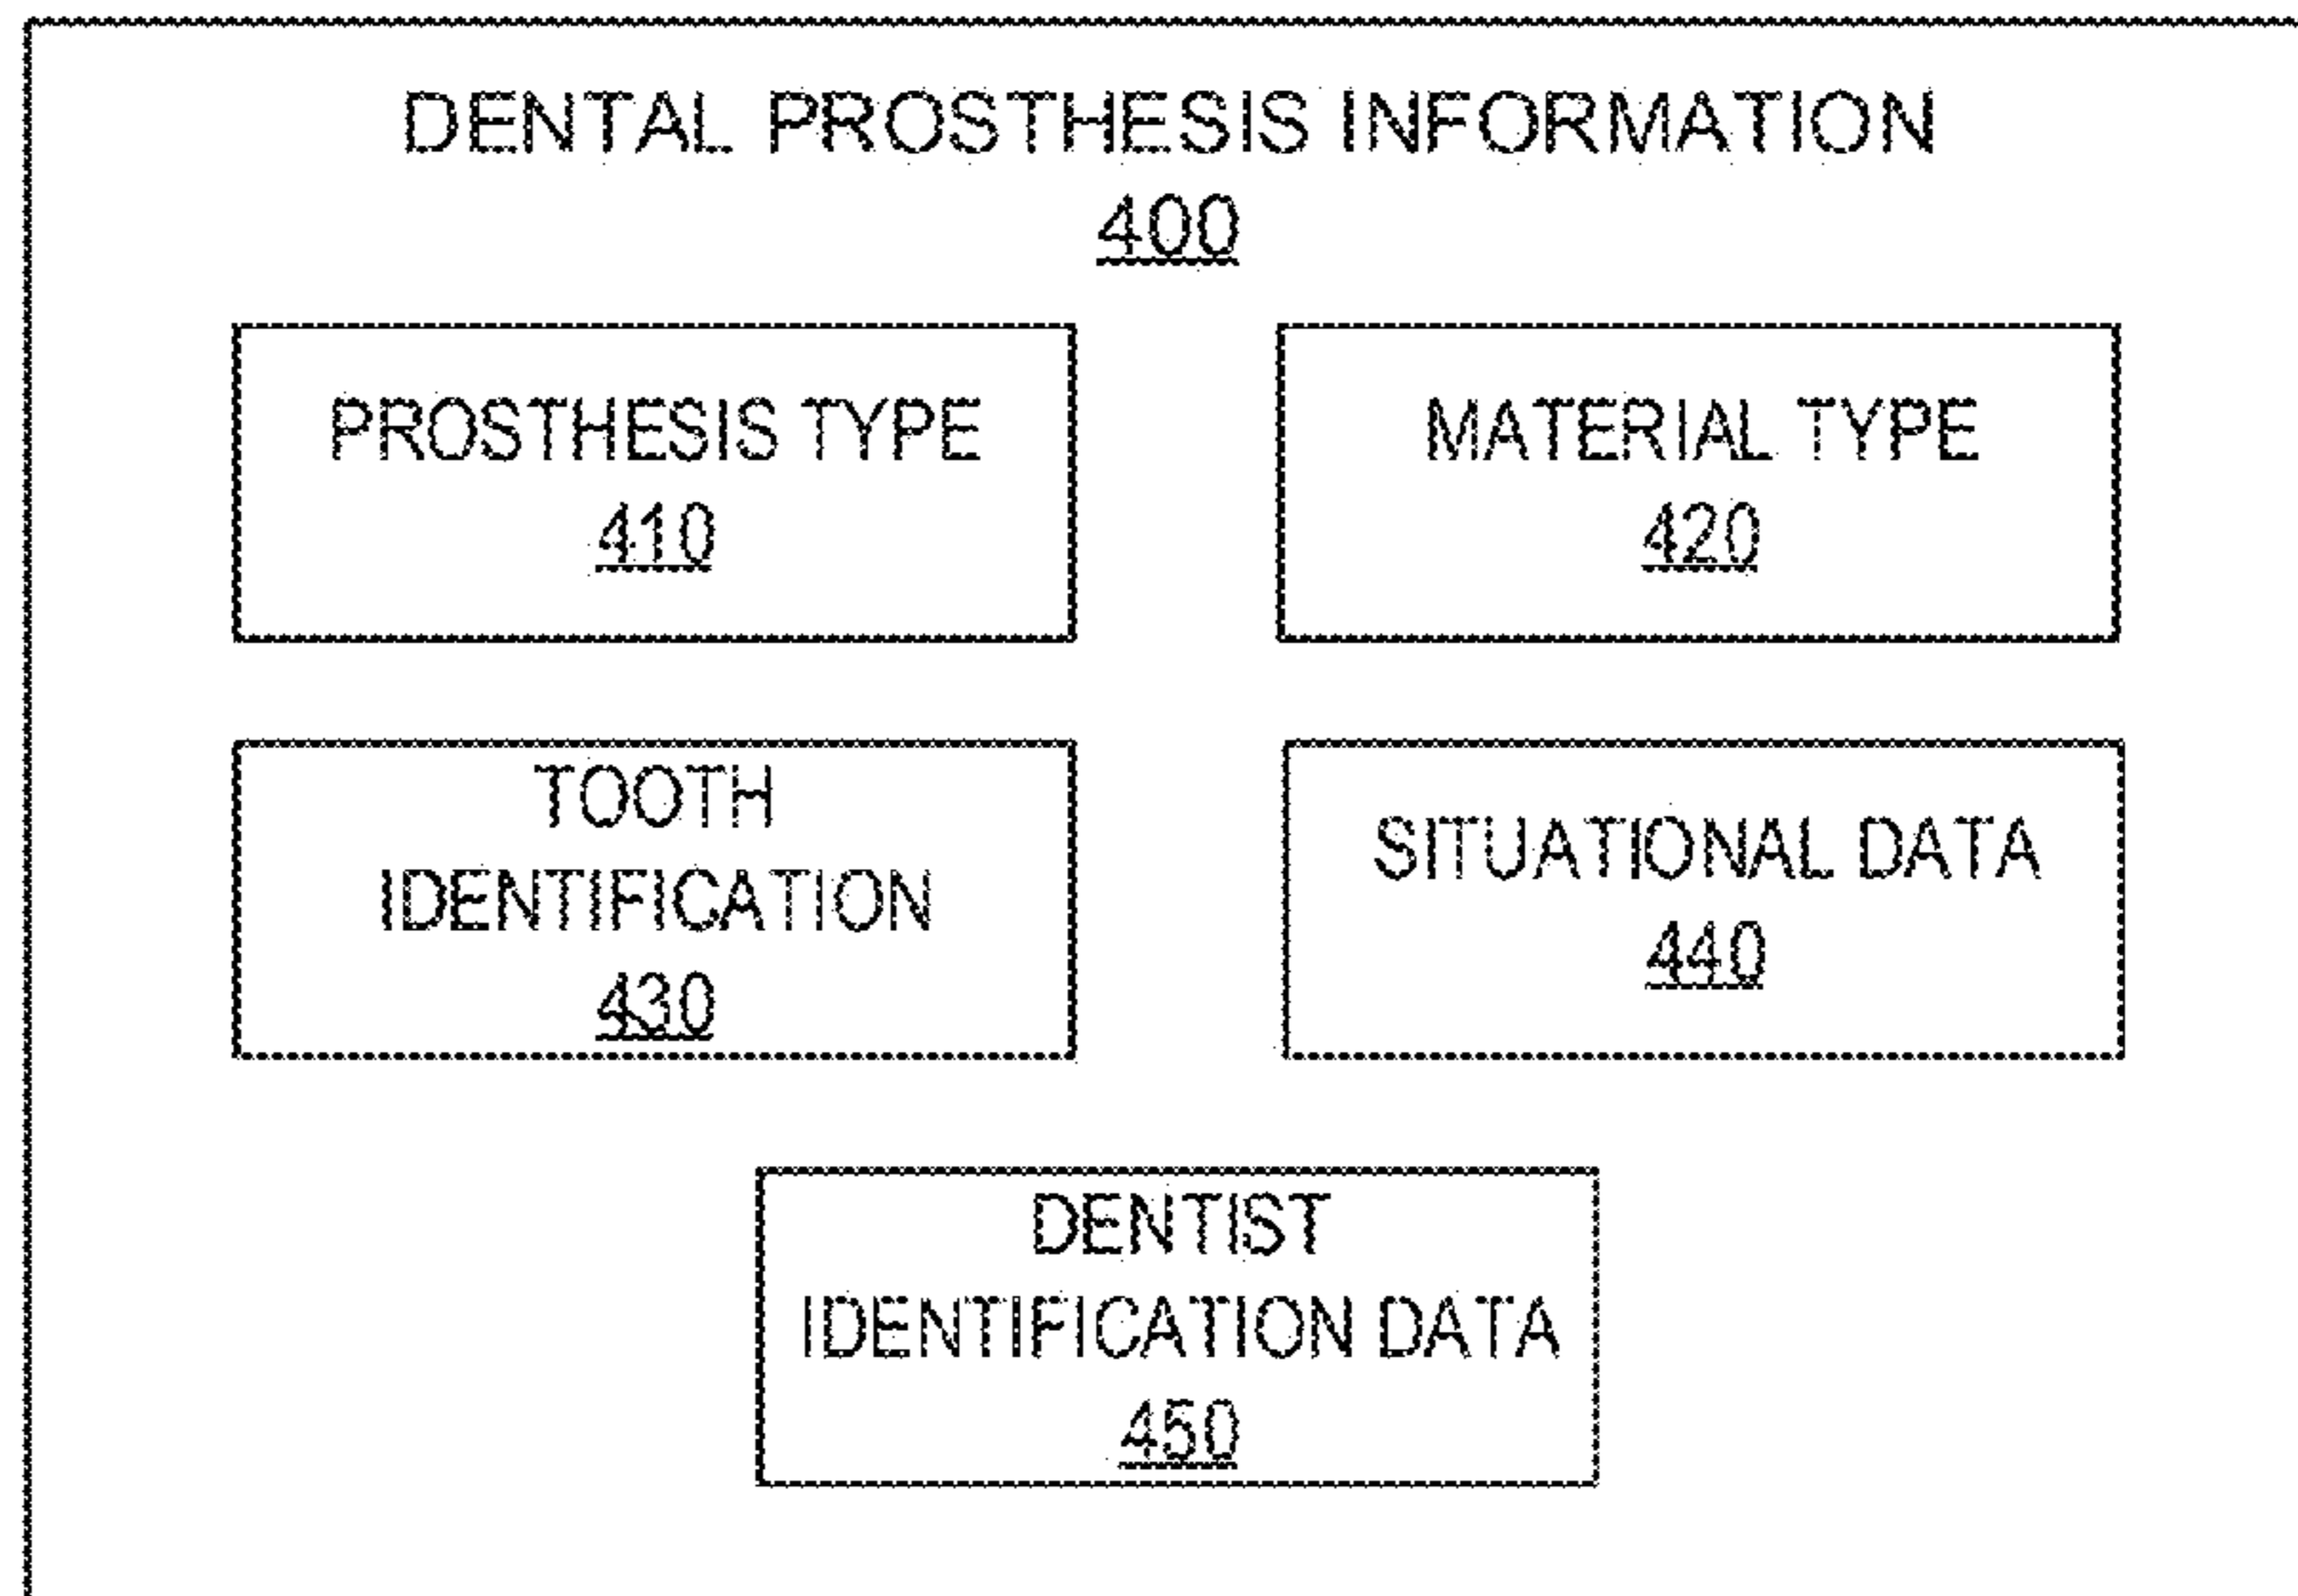 DENTAL PROSTHESIS INFORMATION
400
PROSTHESIS TYPE
410
MATERIAL TYPE
420
TOOTH
IDENTIFICATION
430
SITUATIONAL DATA
440
DENTIST
IDENTIFICATION DATA
450